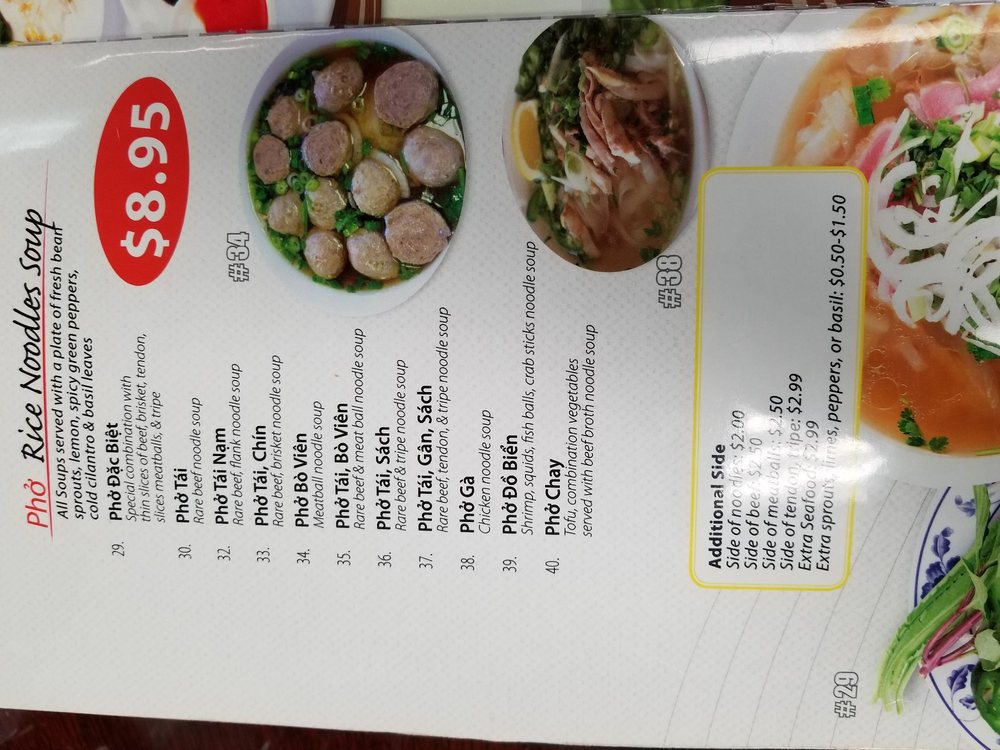 Phở Rice Noodles Soup
All Soups served with a plate of fresh bean
sprouts, lemon, spicy green peppers,
cold cilantro & basil leaves
$8.95
29. Phở Đặc Biệt
Special combination with
thin slices of beef, brisket, tendon,
slices meatballs, & tripe
30. Phở Tái
Rare beef noodle soup
32. Phở Tái Nam
Rare beef, flank noodle soup
33. Phở Tái, Chín
Rare beef, brisket noodle soup
34. Phở Bò Viên
Meatball noodle soup
35. Phở Tái, Bò Viên
Rare beef & meat ball noodle soup
36. Phở Tái, Sách
Rare beef & tripe noodle soup
37. Phở Tái, Gân, Sách
Rare beef, tendon, & tripe noodle soup
38. Phở Gà
Chicken noodle soup
39. Phở Đồ Biển
Shrimp, squids, fish balls, crab sticks noodle soup
40. Phở Chay
Tofu, combination vegetables
served with beef broth noodle soup
#34
#38
Additional Side
Side of noodles: $2.00
Side of beef: $2.50
Side of meatballs: $2.50
Side of tendon, tripe: $2.99
Extra Seafood: $2.99
Extra sprouts, limes, peppers, or basil: $0.50-$1.50
#29